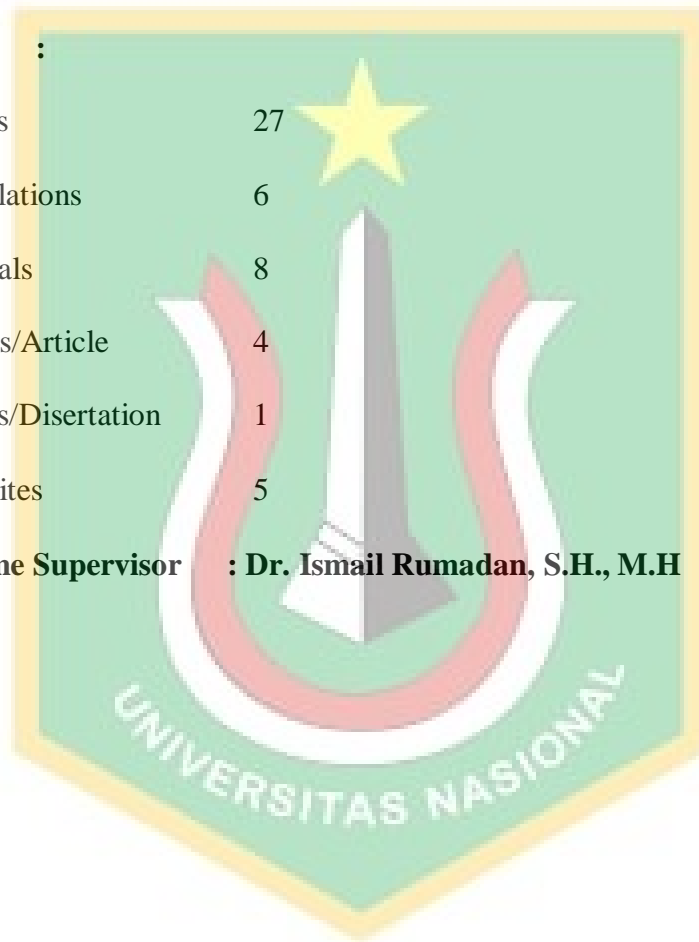 :
s 27
lations 6
als 8
s/Article 4
s/Disertation 1
ites 5
ne Supervisor : Dr. Ismail Rumadan, S.H., M.H
UNIVERSITAS NASIONAL